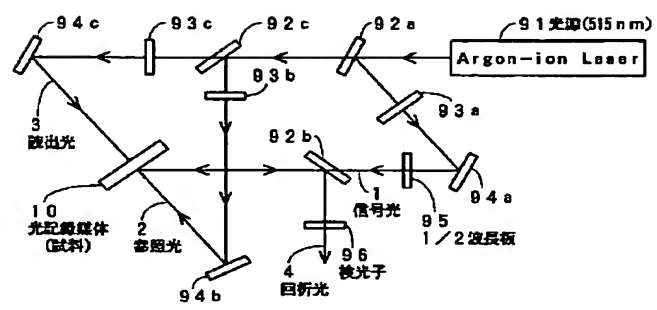 94c
93c
92c
92a
91光源(515nm)
Argon-ion Laser
93b
93a
3
読出光
92b
94a
10
光記録媒体
(試料)
2
参照光
1
信号光
95
1/2波長板
94b
4
回折光
96
検光子